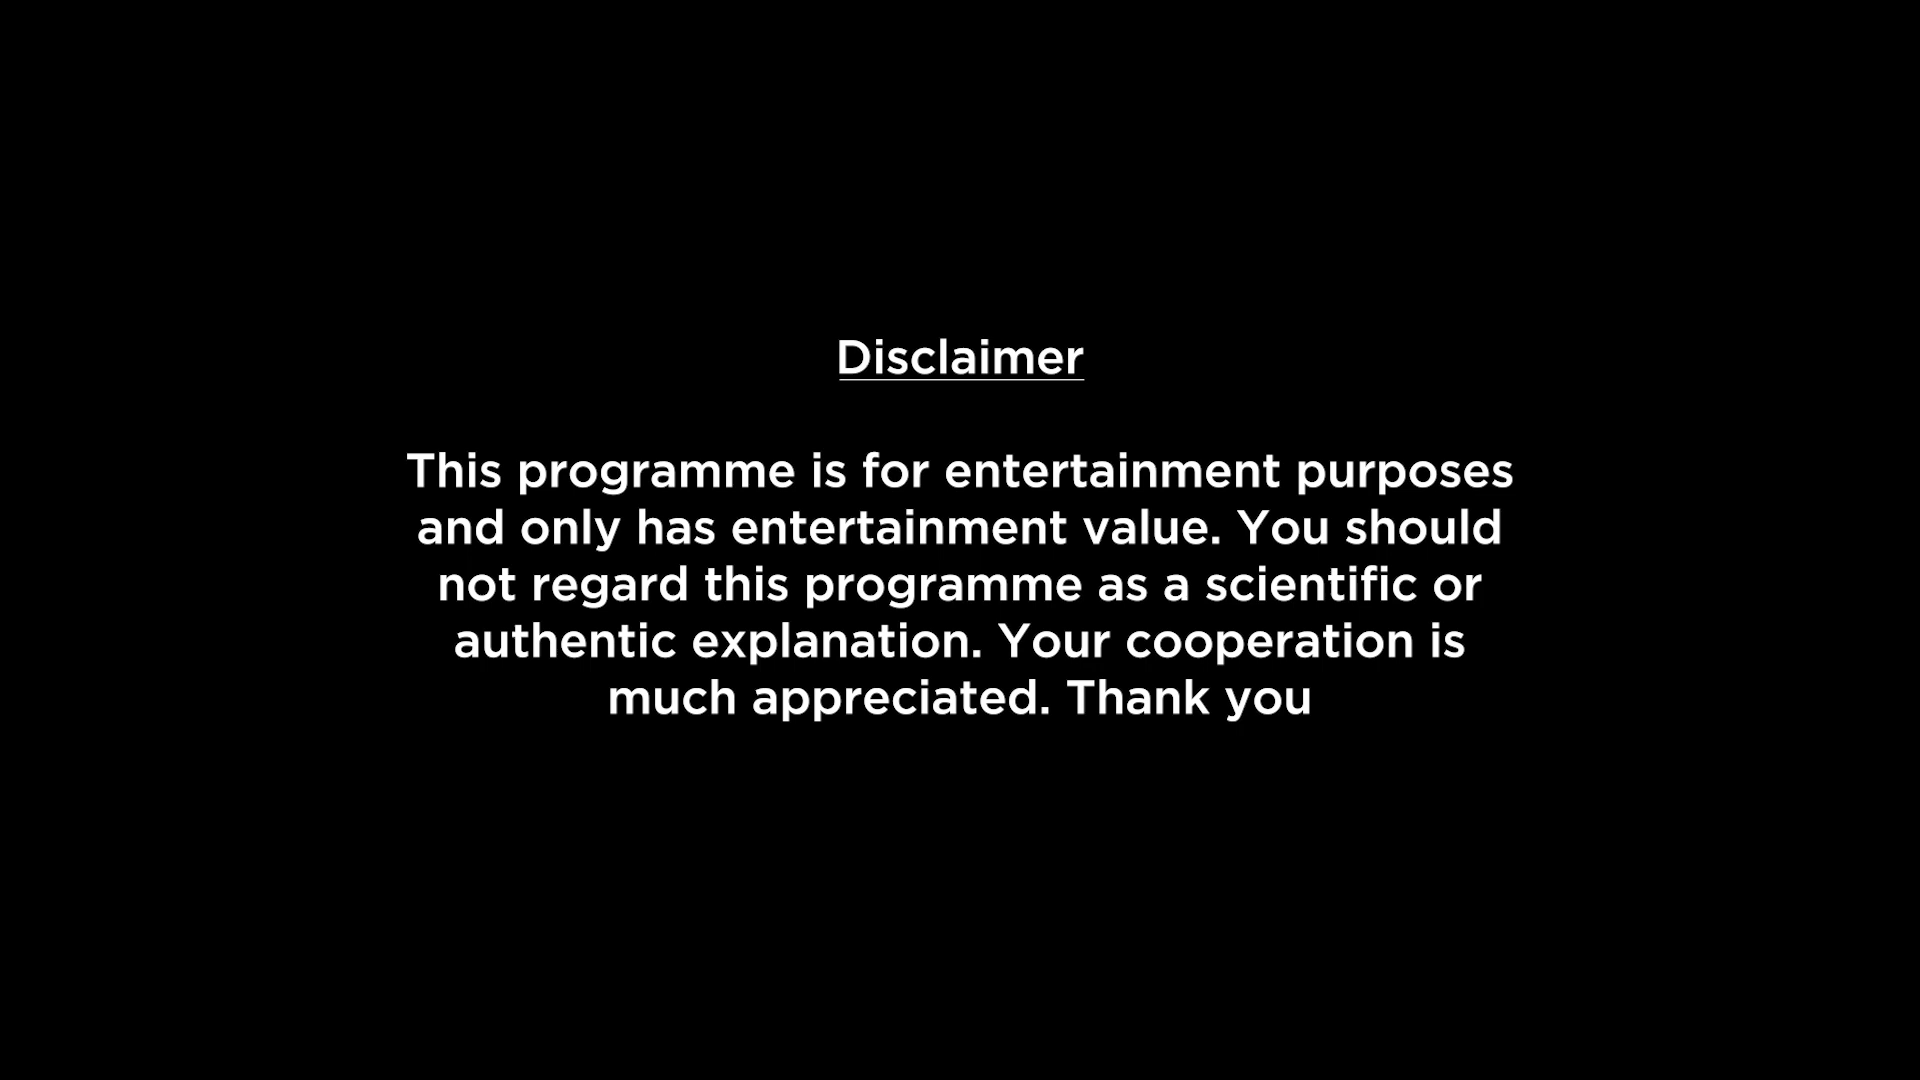 Disclaimer
This programme is for entertainment purposes
and only has entertainment value. You should
not regard this programme as a scientific or
authentic explanation. Your cooperation is
much appreciated. Thank you